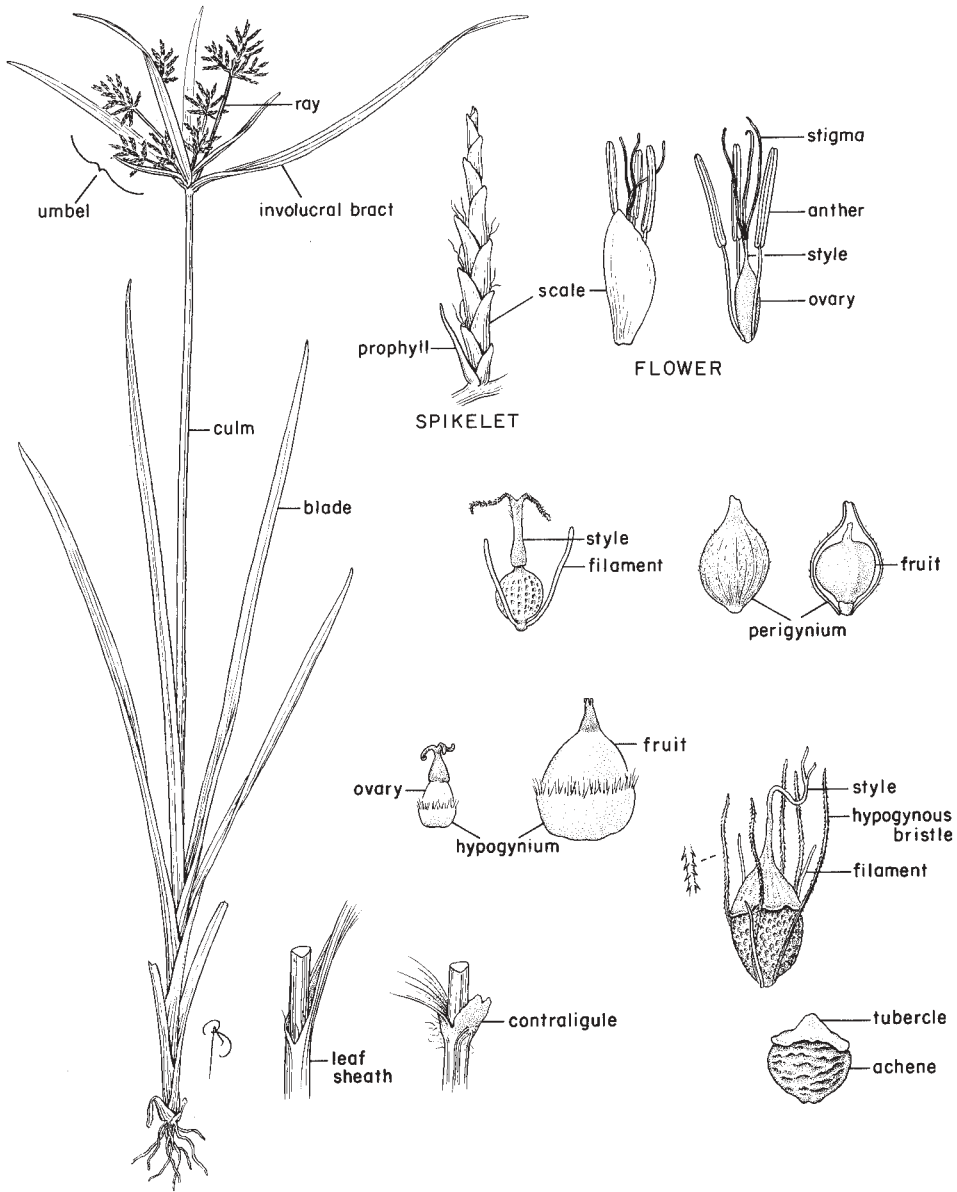 ray
umbel
involucral bract
culm
blade
leaf
sheath
contraligule
scale
prophyll
SPIKELET
stigma
anther
style
ovary
FLOWER
style
filament
fruit
perigynium
ovary
fruit
hypogynium
style
hypogynous
bristle
filament
tubercle
achene